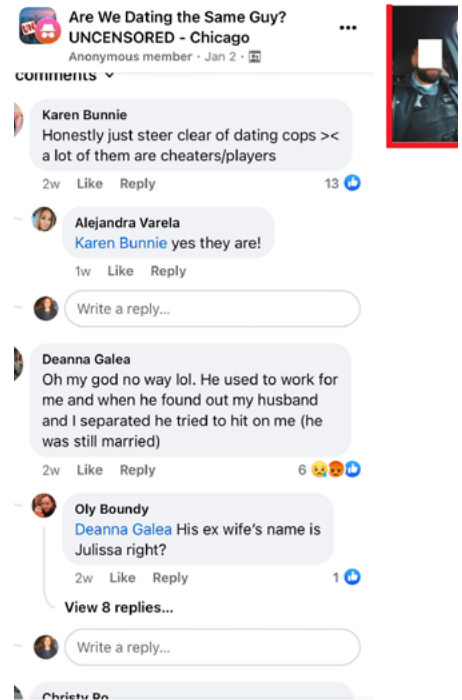 Are We Dating the Same Guy?
UNCENSORED - Chicago
Anonymous member · Jan 2 ·
comments
Karen Bunnie
Honestly just steer clear of dating cops ><
a lot of them are cheaters/players
2w Like Reply 13
Alejandra Varela
Karen Bunnie yes they are!
1w Like Reply
Write a reply...
Deanna Galea
Oh my god no way lol. He used to work for
me and when he found out my husband
and I separated he tried to hit on me (he
was still married)
2w Like Reply 6
Oly Boundy
Deanna Galea His ex wife's name is
Julissa right?
2w Like Reply 1
View 8 replies...
Write a reply...
Christy Ro